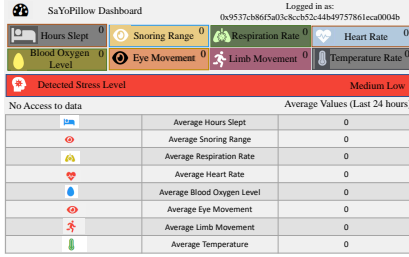 SaYoPillow Dashboard
Logged in as:
0x9537cb86f5a03c8ccb52c44b49757861eca0004b
Hours Slept 0
Snoring Range 0
Respiration Rate 0
Heart Rate 0
Blood Oxygen Level 0
Eye Movement 0
Limb Movement 0
Temperature Rate 0
Detected Stress Level Medium Low
No Access to data Average Values (Last 24 hours)
Average Hours Slept 0
Average Snoring Range 0
Average Respiration Rate 0
Average Heart Rate 0
Average Blood Oxygen Level 0
Average Eye Movement 0
Average Limb Movement 0
Average Temperature 0